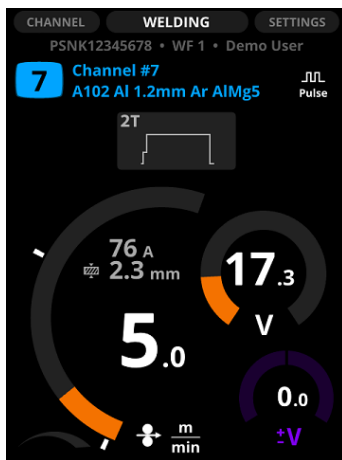 CHANNEL WELDING SETTINGS
PSNK12345678 • WF 1 • Demo User
7
Channel #7
A102 Al 1.2mm Ar AlMg5
Pulse
2T
76 A
2.3 mm
17.3
V
5.0
m
min
0.0
±V